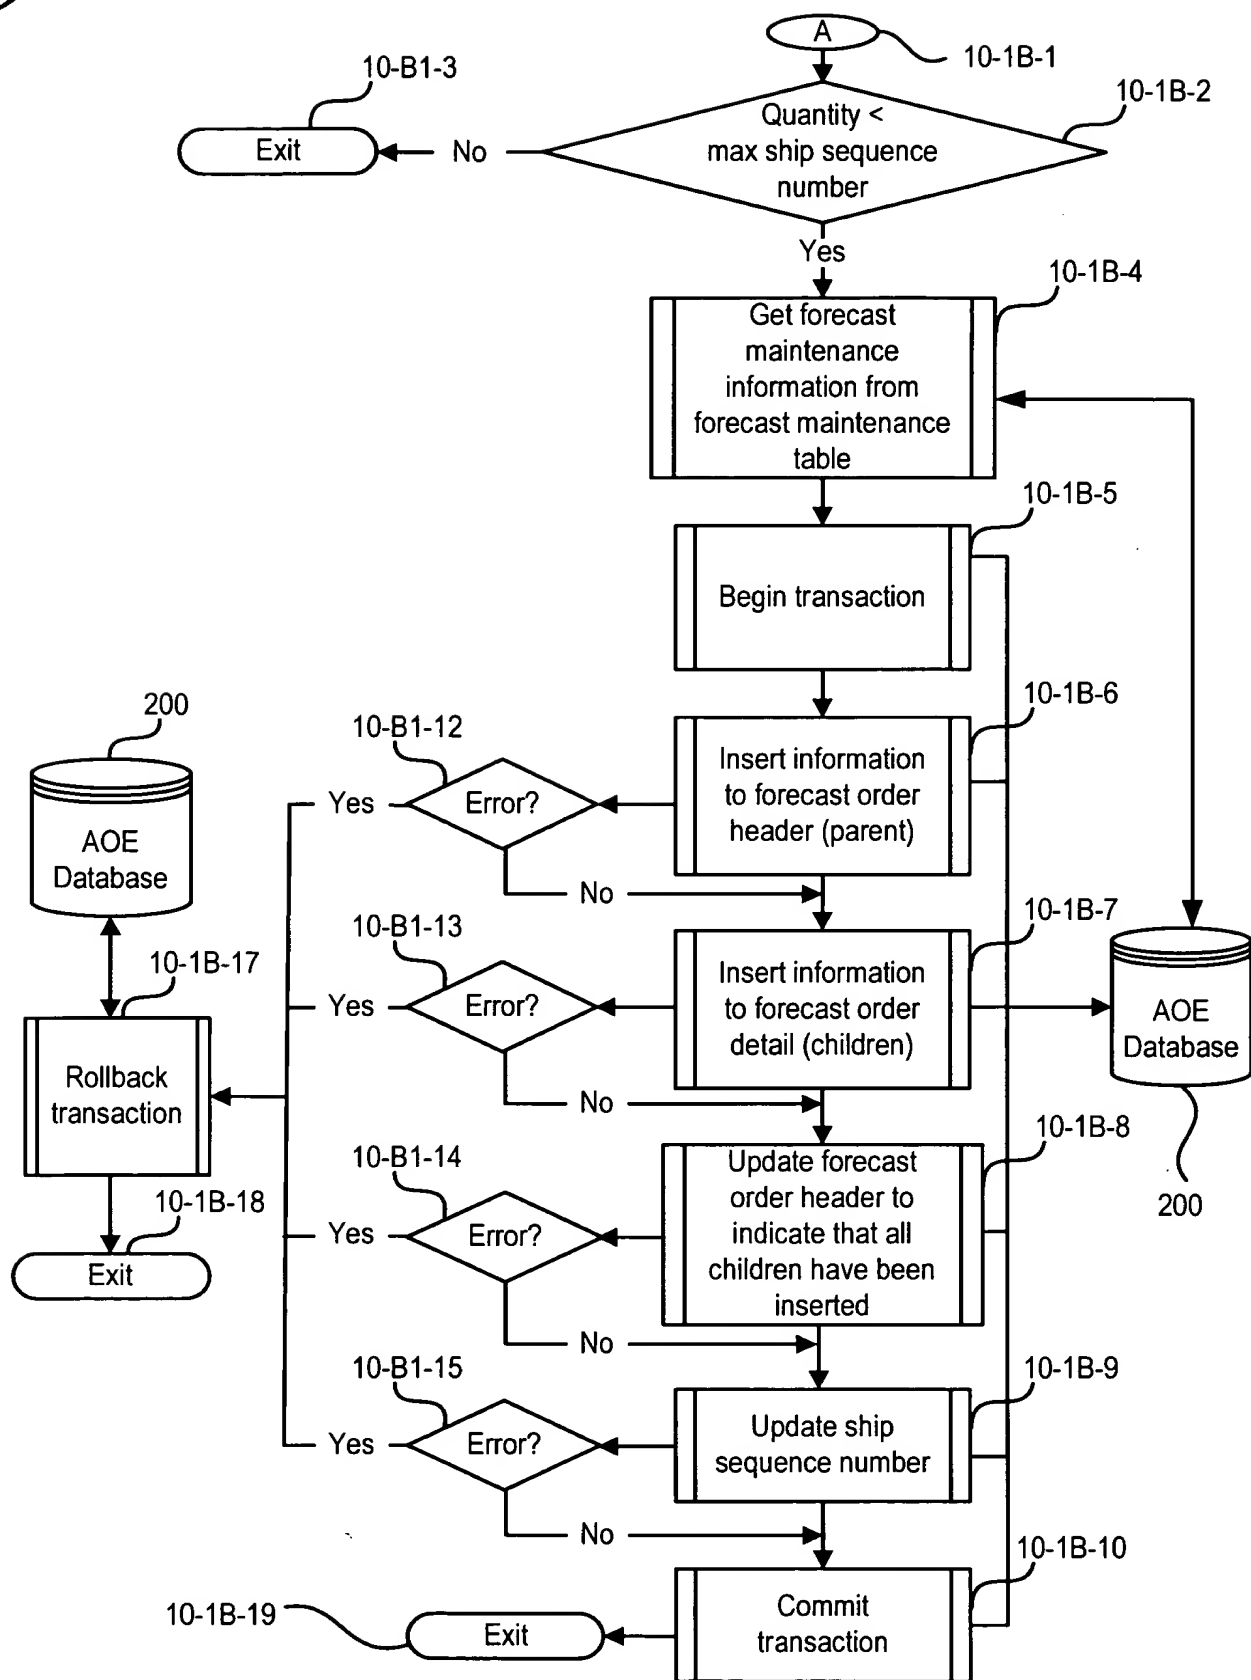 A
10-1B-1
10-B1-3
10-1B-2
Exit
No
Quantity <
max ship sequence
number
Yes
10-1B-4
Get forecast
maintenance
information from
forecast maintenance
table
10-1B-5
Begin transaction
10-1B-6
200
10-B1-12
Insert information
to forecast order
header (parent)
Yes
Error?
AOE
Database
No
10-1B-7
10-B1-13
10-1B-17
Insert information
to forecast order
detail (children)
Yes
Error?
AOE
Database
Rollback
transaction
No
10-1B-8
10-B1-14
Update forecast
order header to
indicate that all
children have been
inserted
200
10-1B-18
Yes
Error?
Exit
No
10-B1-15
10-1B-9
Update ship
sequence number
Yes
Error?
No
10-1B-10
10-1B-19
Exit
Commit
transaction